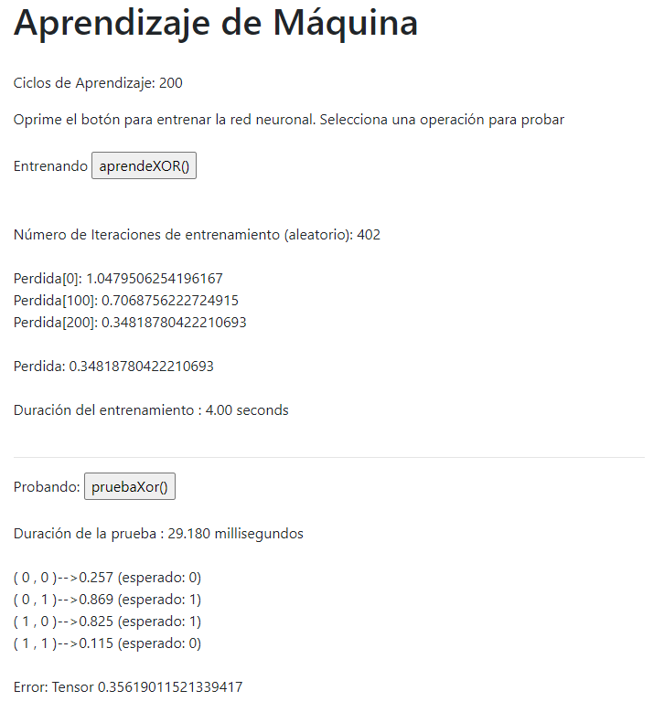 Aprendizaje de Máquina
Ciclos de Aprendizaje: 200
Oprime el botón para entrenar la red neuronal. Selecciona una operación para probar
Entrenando aprendeXOR()
Número de Iteraciones de entrenamiento (aleatorio): 402
Perdida[0]: 1.0479506254196167
Perdida[100]: 0.7068756222724915
Perdida[200]: 0.34818780422210693
Perdida: 0.34818780422210693
Duración del entrenamiento : 4.00 seconds
Probando: pruebaXor()
Duración de la prueba : 29.180 millisegundos
( 0 , 0 )-->0.257 (esperado: 0)
( 0 , 1 )-->0.869 (esperado: 1)
( 1 , 0 )-->0.825 (esperado: 1)
( 1 , 1 )-->0.115 (esperado: 0)
Error: Tensor 0.35619011521339417